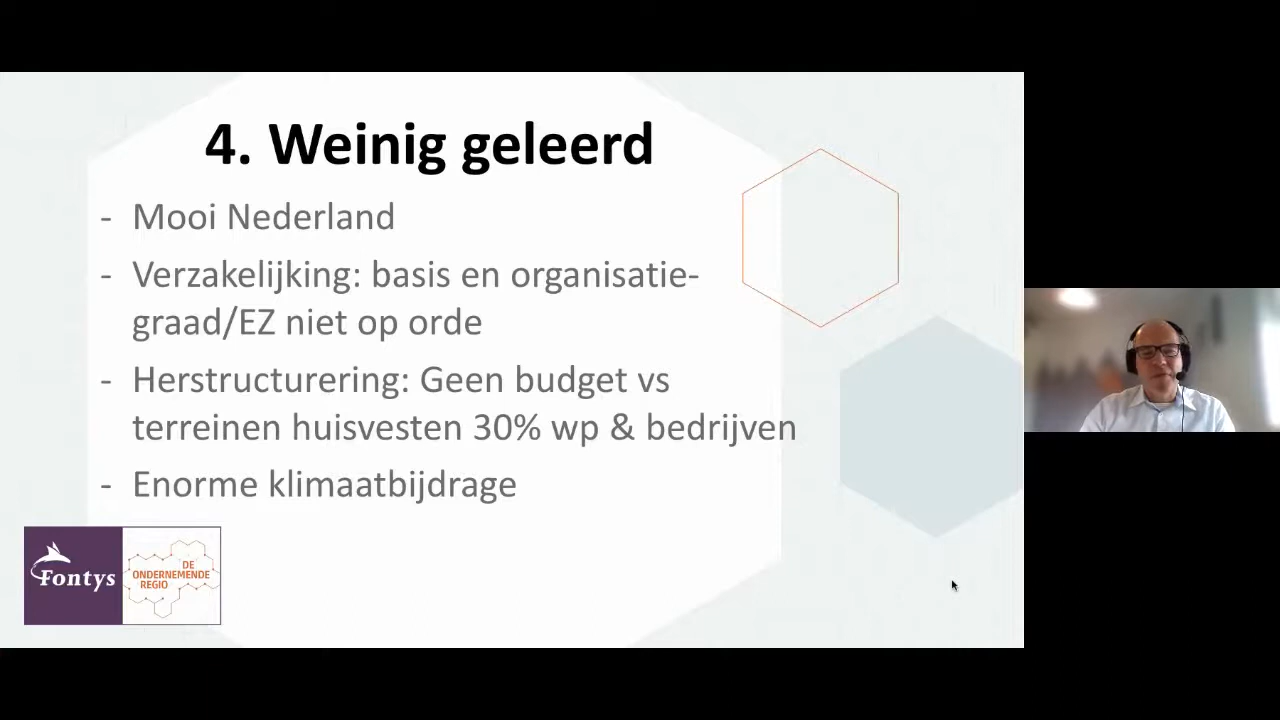 4. Weinig geleerd
- Mooi Nederland
- Verzakelijking: basis en organisatie-
graad/EZ niet op orde
- Herstructurering: Geen budget vs
terreinen huisvesten 30% wp & bedrijven
- Enorme klimaatbijdrage
Fontys
DE
ONDERNEMENDE
REGIO